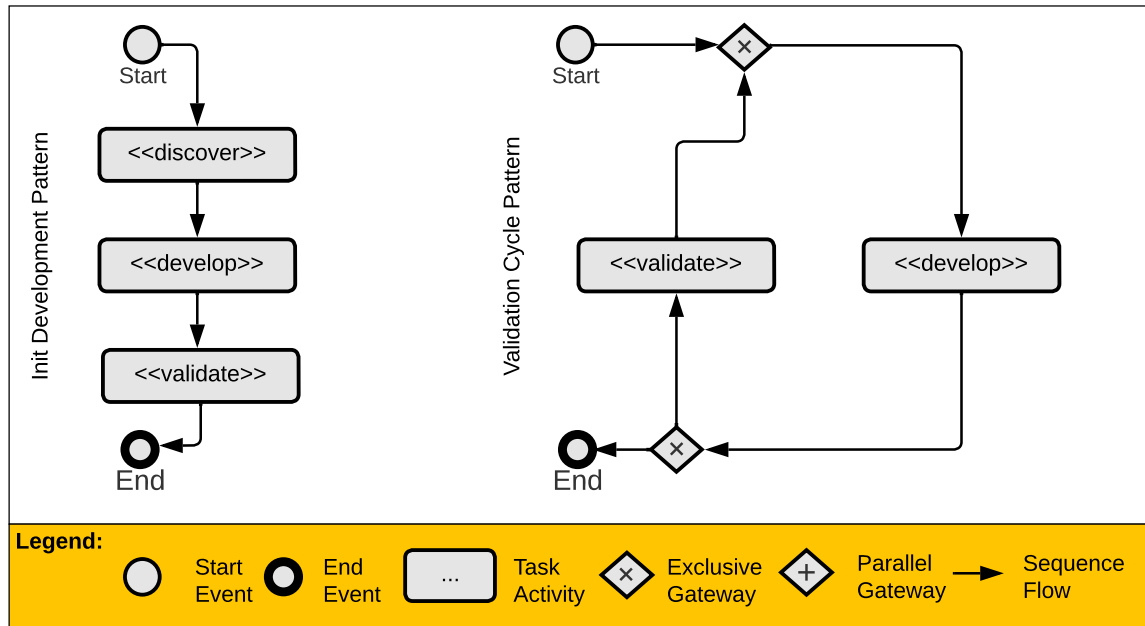 Init Development Pattern
Start
<<discover>>
<<develop>>
<<validate>>
End
Validation Cycle Pattern
Start
<<validate>>
<<develop>>
End
Legend:
Start
Event
End
Event
...
Task
Activity
Exclusive
Gateway
Parallel
Gateway
Sequence
Flow